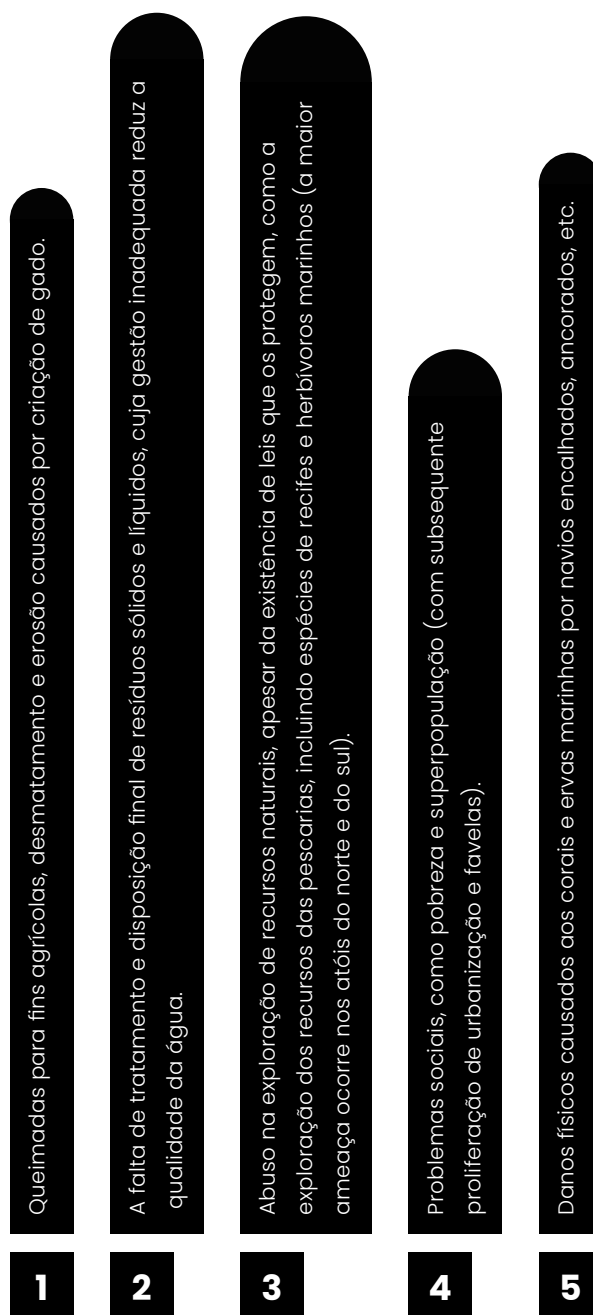 Queimadas para fins agrícolas, desmatamento e erosão causados por criação de gado.
1
A falta de tratamento e disposição final de resíduos sólidos e líquidos, cuja gestão inadequada reduz a
qualidade da água.
2
Abuso na exploração de recursos naturais, apesar da existência de leis que os protegem, como a
exploração dos recursos das pescarias, incluindo espécies de recifes e herbívoros marinhos (a maior
ameaça ocorre nos atóis do norte e do sul).
3
Problemas sociais, como pobreza e superpopulação (com subsequente
proliferação de urbanização e favelas).
4
Danos físicos causados aos corais e ervas marinhas por navios encalhados, ancorados, etc.
5